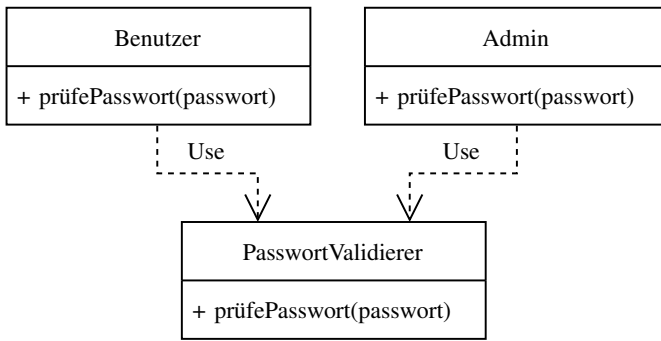 Benutzer
+ prüfePasswort(passwort)
Admin
+ prüfePasswort(passwort)
Use
Use
PasswortValidierer
+ prüfePasswort(passwort)